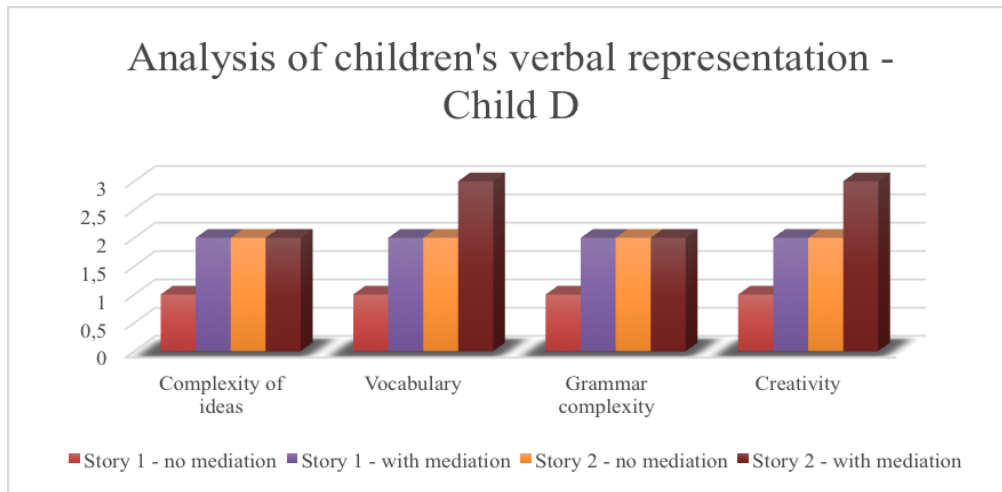 Analysis of children's verbal representation -
Child D
3
2,5
2
1,5
1
0,5
0
Complexity of
ideas
Vocabulary
Grammar
complexity
Creativity
Story 1 - no mediation
Story 1 - with mediation
Story 2 - no mediation
Story 2 - with mediation